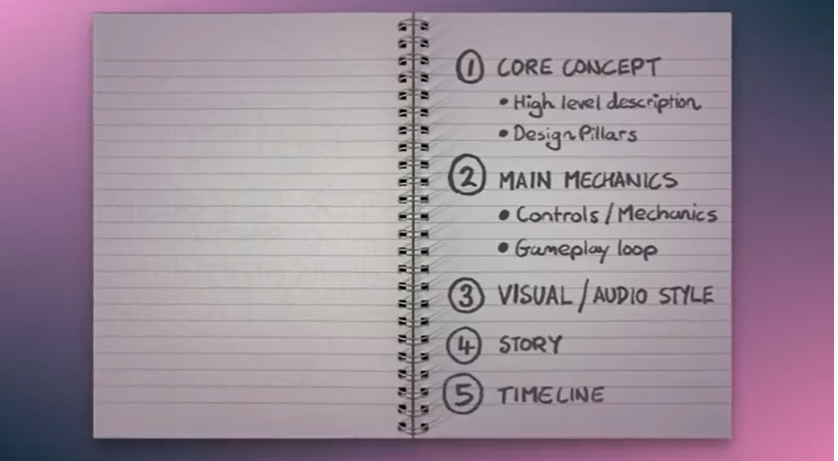 1 CORE CONCEPT
• High level description
• Design Pillars
2 MAIN MECHANICS
• Controls / Mechanics
• Gameplay loop
3 VISUAL / AUDIO STYLE
4 STORY
5 TIMELINE